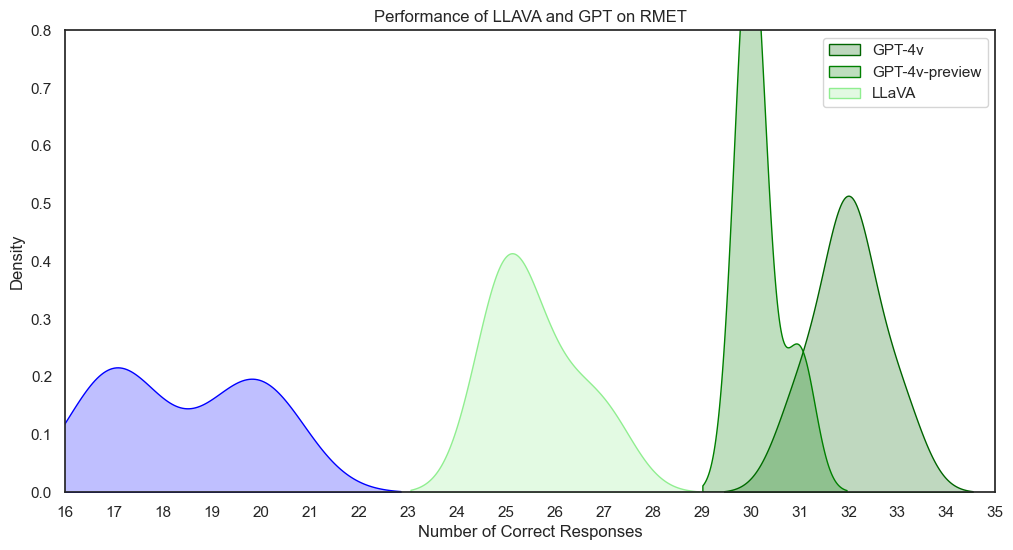 Performance of LLAVA and GPT on RMET
GPT-4v
GPT-4v-preview
LLaVA
Density
0.8
0.7
0.6
0.5
0.4
0.3
0.2
0.1
0.0
16 17 18 19 20 21 22 23 24 25 26 27 28 29 30 31 32 33 34 35
Number of Correct Responses